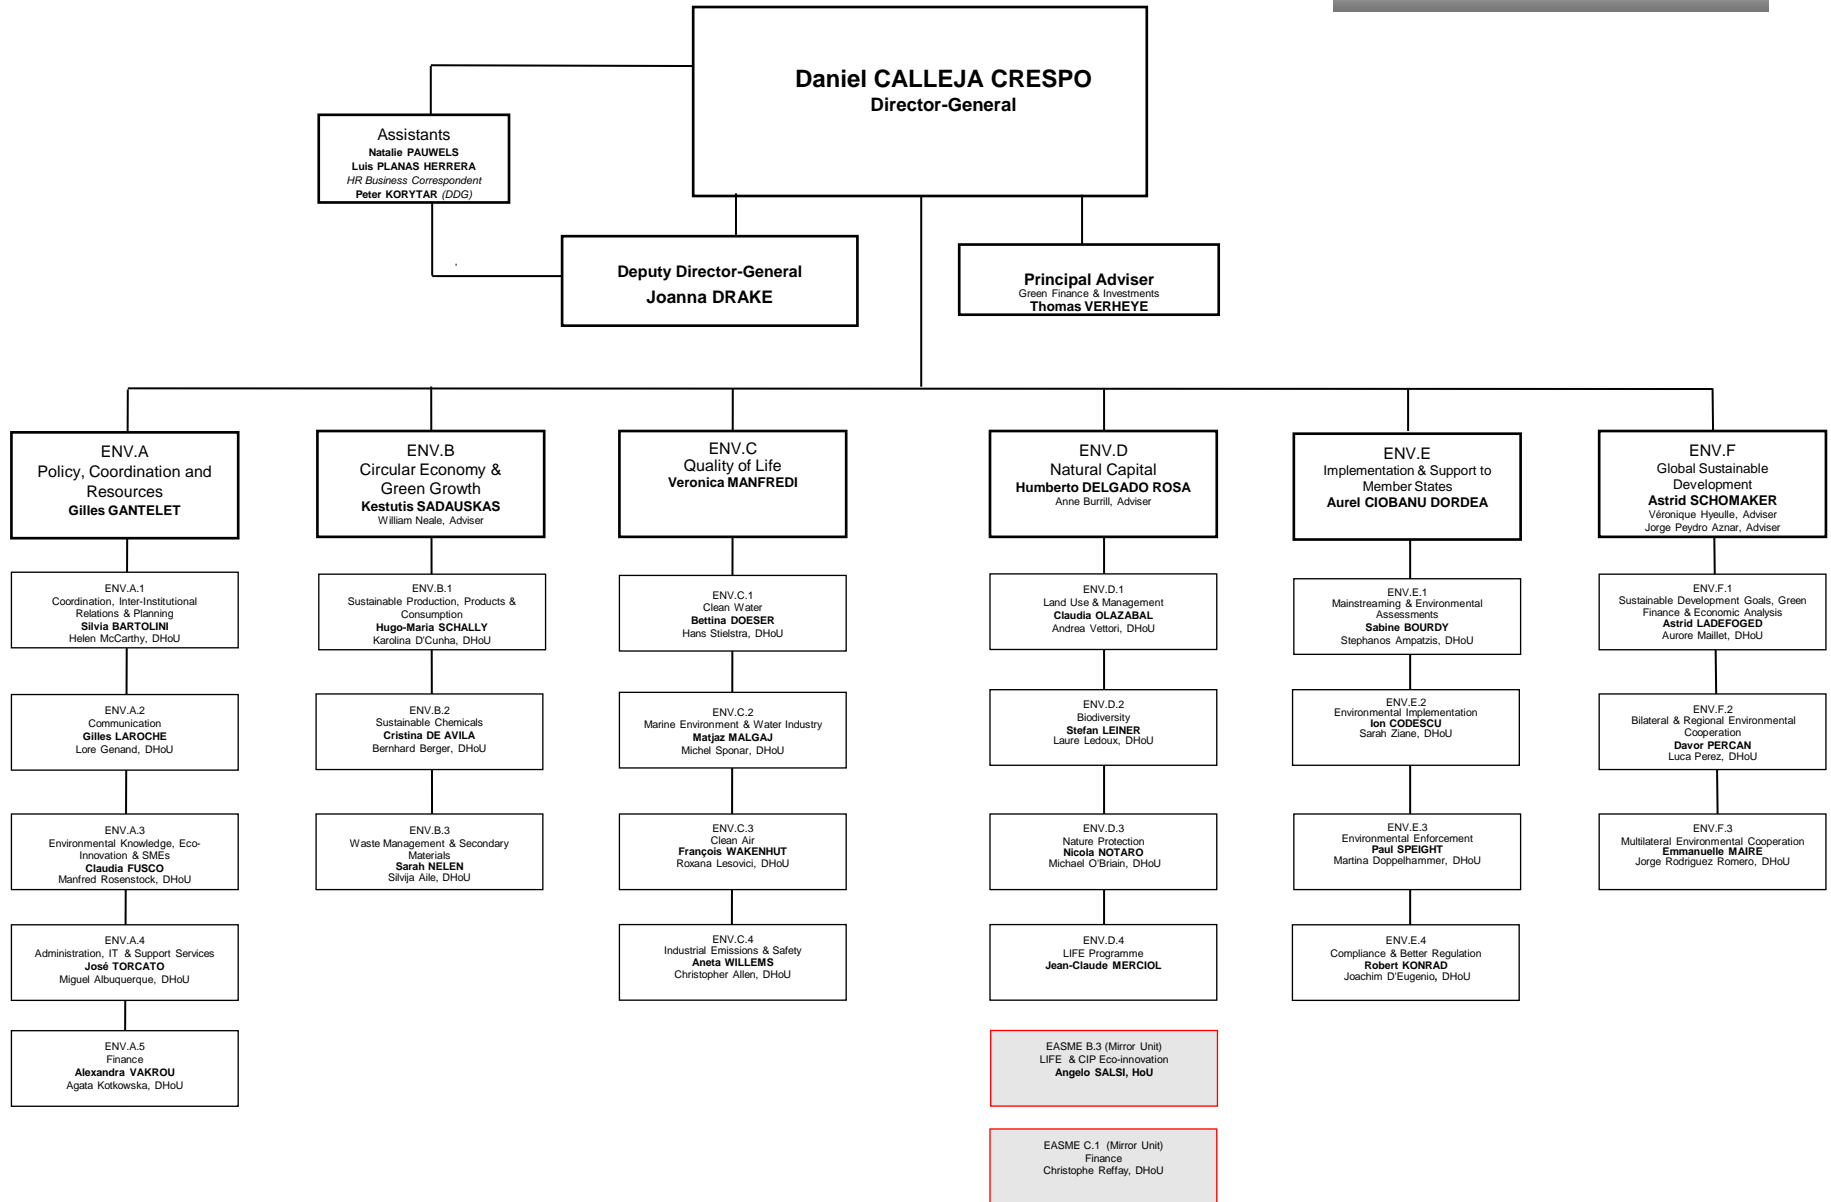 Daniel CALLEJA CRESPO
Director-General
Assistants
Natalie PAUWELS
Luis PLANAS HERRERA
HR Business Correspondent
Peter KORYTAR (DDG)
Deputy Director-General
Joanna DRAKE
Principal Adviser
Green Finance & Investments
Thomas VERHEYE
ENV.A
Policy, Coordination and
Resources
Gilles GANTELET
ENV.B
Circular Economy &
Green Growth
Kestutis SADAUSKAS
William Neale, Adviser
ENV.C
Quality of Life
Veronica MANFREDI
ENV.D
Natural Capital
Humberto DELGADO ROSA
Anne Burrill, Adviser
ENV.E
Implementation & Support to
Member States
Aurel CIOBANU DORDEA
ENV.F
Global Sustainable
Development
Astrid SCHOMAKER
Véronique Hyeulle, Adviser
Jorge Peydro Aznar, Adviser
ENV.A.1
Coordination, Inter-Institutional
Relations & Planning
Silvia BARTOLINI
Helen McCarthy, DHoU
ENV.B.1
Sustainable Production, Products &
Consumption
Hugo-Maria SCHALLY
Karolina D'Cunha, DHoU
ENV.C.1
Clean Water
Bettina DOESER
Hans Stielstra, DHoU
ENV.D.1
Land Use & Management
Claudia OLAZABAL
Andrea Vettori, DHoU
ENV.E.1
Mainstreaming & Environmental
Assessments
Sabine BOURDY
Stephanos Ampatzis, DHoU
ENV.F.1
Sustainable Development Goals, Green
Finance & Economic Analysis
Astrid LADEFOGED
Aurore Maillet, DHoU
ENV.A.2
Communication
Gilles LAROCHE
Lore Genand, DHoU
ENV.B.2
Sustainable Chemicals
Cristina DE AVILA
Bernhard Berger, DHoU
ENV.C.2
Marine Environment & Water Industry
Matjaz MALGAJ
Michel Sponar, DHoU
ENV.D.2
Biodiversity
Stefan LEINER
Laure Ledoux, DHoU
ENV.E.2
Environmental Implementation
Ion CODESCU
Sarah Ziane, DHoU
ENV.F.2
Bilateral & Regional Environmental
Cooperation
Davor PERCAN
Luca Perez, DHoU
ENV.A.3
Environmental Knowledge, Eco-
Innovation & SMEs
Claudia FUSCO
Manfred Rosenstock, DHoU
ENV.B.3
Waste Management & Secondary
Materials
Sarah NELEN
Silvija Aile, DHoU
ENV.C.3
Clean Air
François WAKENHUT
Roxana Lesovici, DHoU
ENV.D.3
Nature Protection
Nicola NOTARO
Michael O'Briain, DHoU
ENV.E.3
Environmental Enforcement
Paul SPEIGHT
Martina Doppelhammer, DHoU
ENV.F.3
Multilateral Environmental Cooperation
Emmanuelle MAIRE
Jorge Rodriguez Romero, DHoU
ENV.A.4
Administration, IT & Support Services
José TORCATO
Miguel Albuquerque, DHoU
ENV.C.4
Industrial Emissions & Safety
Aneta WILLEMS
Christopher Allen, DHoU
ENV.D.4
LIFE Programme
Jean-Claude MERCIOL
ENV.E.4
Compliance & Better Regulation
Robert KONRAD
Joachim D'Eugenio, DHoU
ENV.A.5
Finance
Alexandra VAKROU
Agata Kotkowska, DHoU
EASME B.3 (Mirror Unit)
LIFE & CIP Eco-innovation
Angelo SALSI, HoU
EASME C.1 (Mirror Unit)
Finance
Christophe Reffay, DHoU